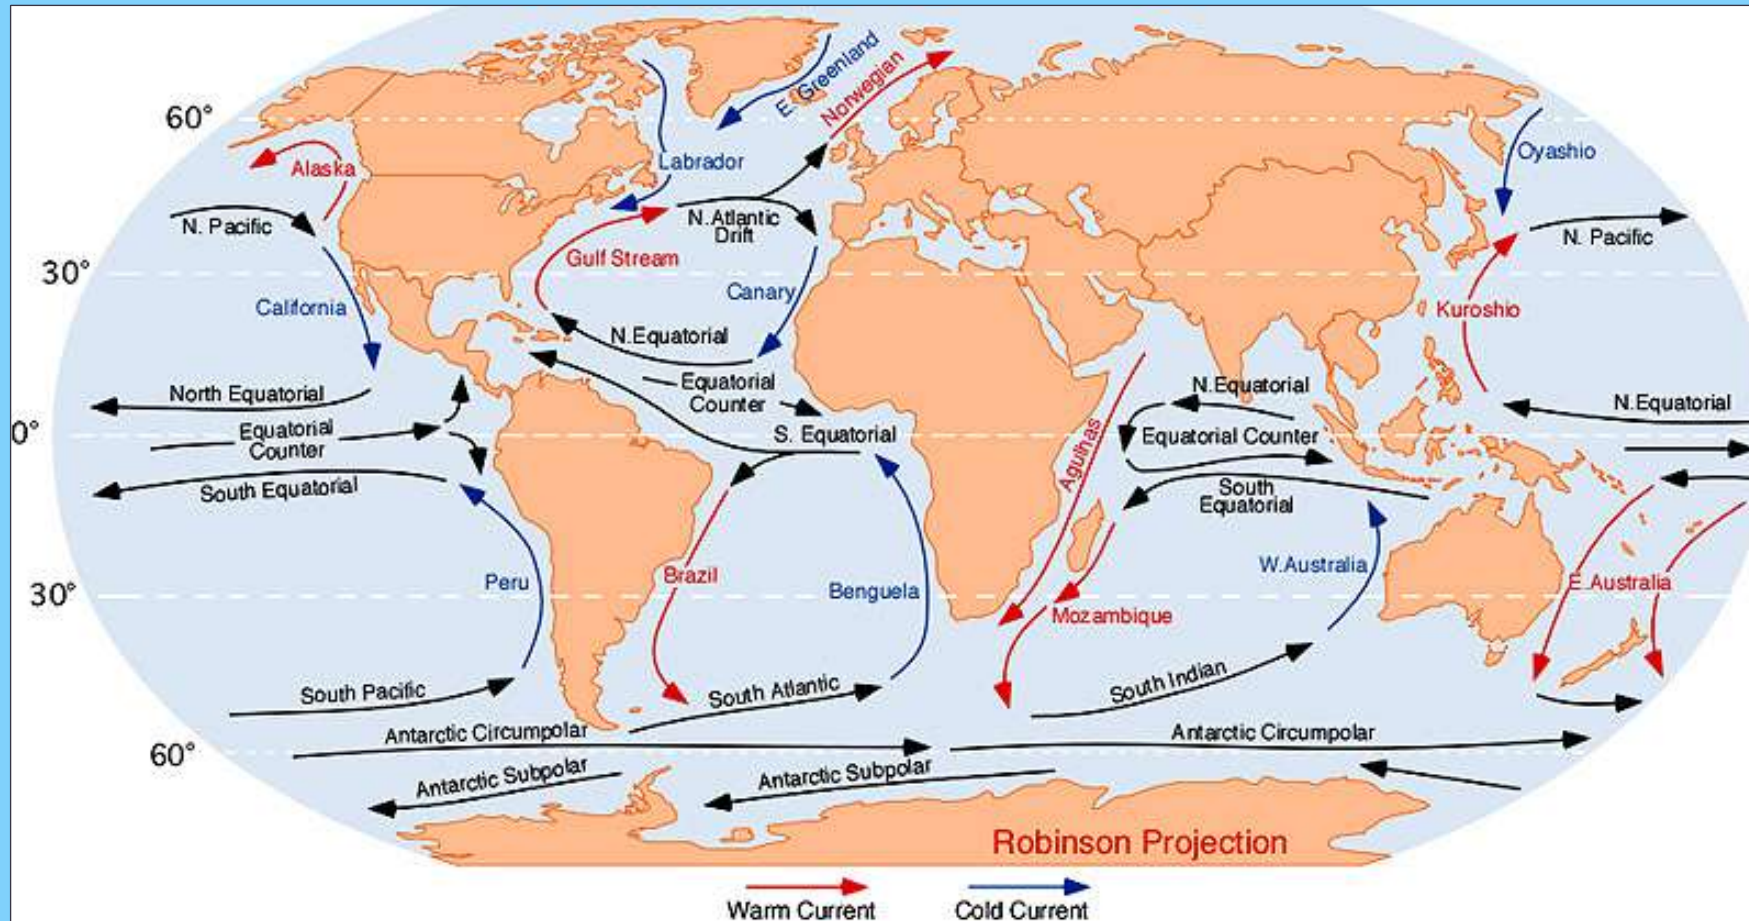 60°
E. Greenland
Norwegian
Alaska
Labrador
Oyashio
N. Pacific
N.Atlantic
Drift
N. Pacific
Gulf Stream
30°
California
Canary
Kuroshio
N.Equatorial
North Equatorial
Equatorial
Counter
N.Equatorial
N.Equatorial
0°
Equatorial
Counter
S. Equatorial
Agulhas
Equatorial Counter
South Equatorial
South
Equatorial
Peru
Brazil
Benguela
W.Australia
E.Australia
30°
Mozambique
South Pacific
South Atlantic
South Indian
Antarctic Circumpolar
Antarctic Circumpolar
60°
Antarctic Subpolar
Antarctic Subpolar
Robinson Projection
Warm Current
Cold Current